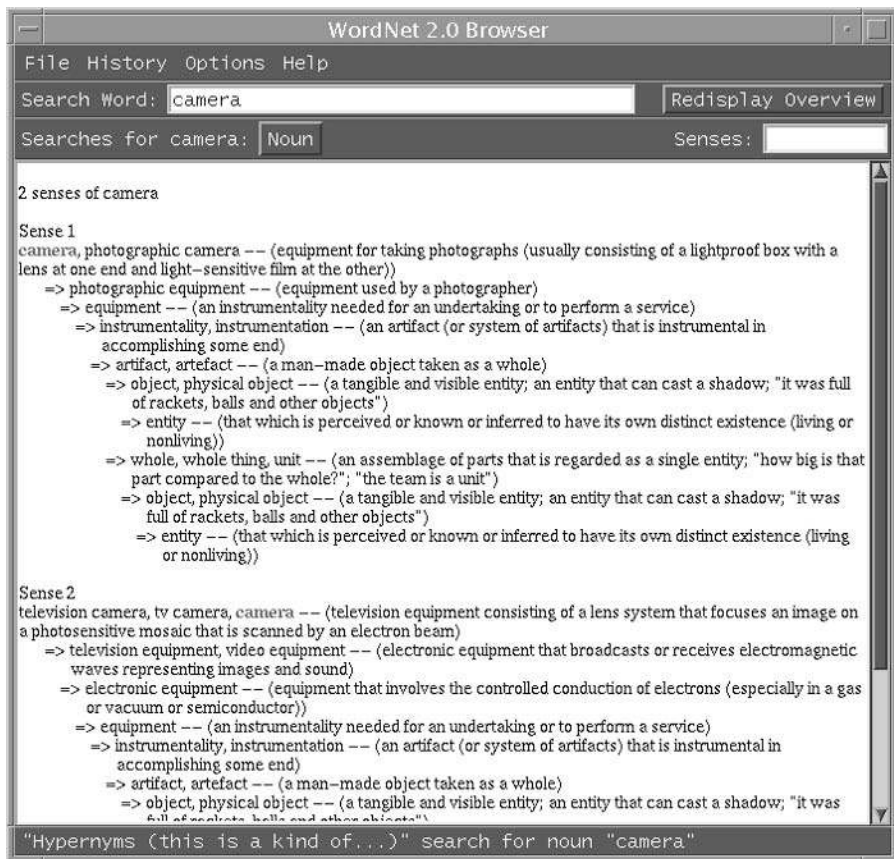 WordNet 2.0 Browser
File History Options Help
Search Word: camera Redisplay Overview
Searches for camera: Noun Senses:
2 senses of camera
Sense 1
camera, photographic camera −− (equipment for taking photographs (usually consisting of a lightproof box with a
lens at one end and light−sensitive film at the other))
=> photographic equipment −− (equipment used by a photographer)
=> equipment −− (an instrumentality needed for an undertaking or to perform a service)
=> instrumentality, instrumentation −− (an artifact (or system of artifacts) that is instrumental in
accomplishing some end)
=> artifact, artefact −− (a man−made object taken as a whole)
=> object, physical object −− (a tangible and visible entity; an entity that can cast a shadow; "it was full
of rackets, balls and other objects")
=> entity −− (that which is perceived or known or inferred to have its own distinct existence (living or
nonliving))
=> whole, whole thing, unit −− (an assemblage of parts that is regarded as a single entity; "how big is that
part compared to the whole?"; "the team is a unit")
=> object, physical object −− (a tangible and visible entity; an entity that can cast a shadow; "it was
full of rackets, balls and other objects")
=> entity −− (that which is perceived or known or inferred to have its own distinct existence (living
or nonliving))
Sense 2
television camera, tv camera, camera −− (television equipment consisting of a lens system that focuses an image on
a photosensitive mosaic that is scanned by an electron beam)
=> television equipment, video equipment −− (electronic equipment that broadcasts or receives electromagnetic
waves representing images and sound)
=> electronic equipment −− (equipment that involves the controlled conduction of electrons (especially in a gas
or vacuum or semiconductor))
=> equipment −− (an instrumentality needed for an undertaking or to perform a service)
=> instrumentality, instrumentation −− (an artifact (or system of artifacts) that is instrumental in
accomplishing some end)
=> artifact, artefact −− (a man−made object taken as a whole)
=> object, physical object −− (a tangible and visible entity; an entity that can cast a shadow; "it was
full of rackets, balls and other objects")
"Hypernyms (this is a kind of...)" search for noun "camera"